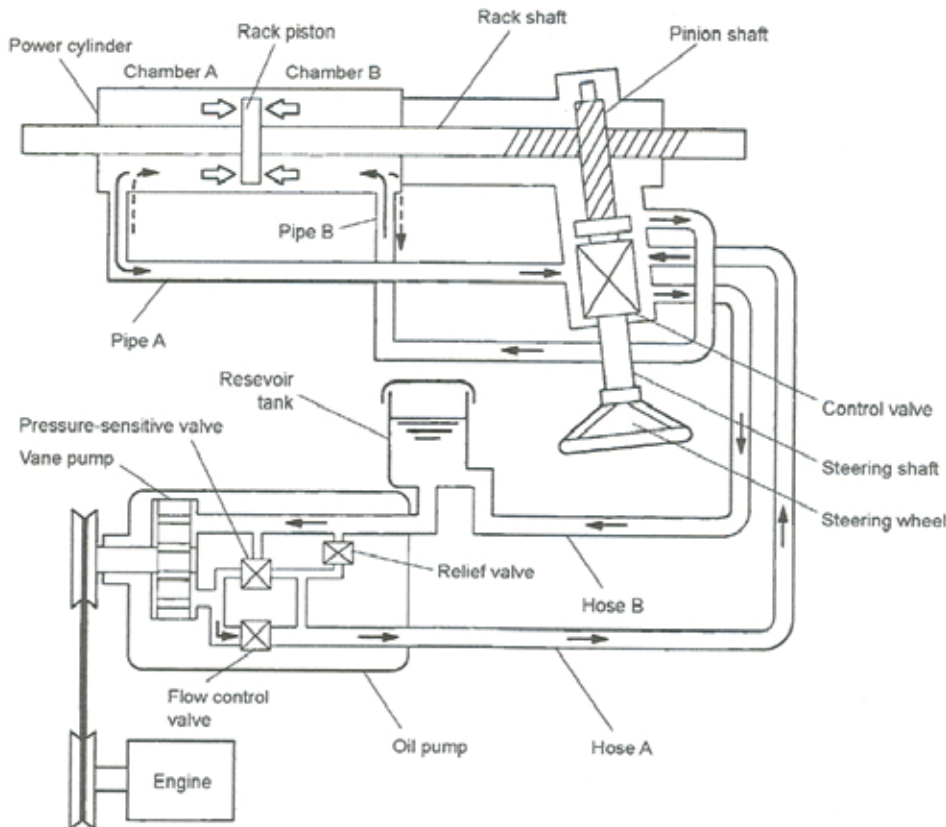 Rack piston
Rack shaft
Pinion shaft
Power cylinder
Chamber A
Chamber B
Pipe B
Pipe A
Resevoir
tank
Control valve
Pressure-sensitive valve
Vane pump
Steering shaft
Steering wheel
Relief valve
Hose B
Flow control
valve
Oil pump
Hose A
Engine